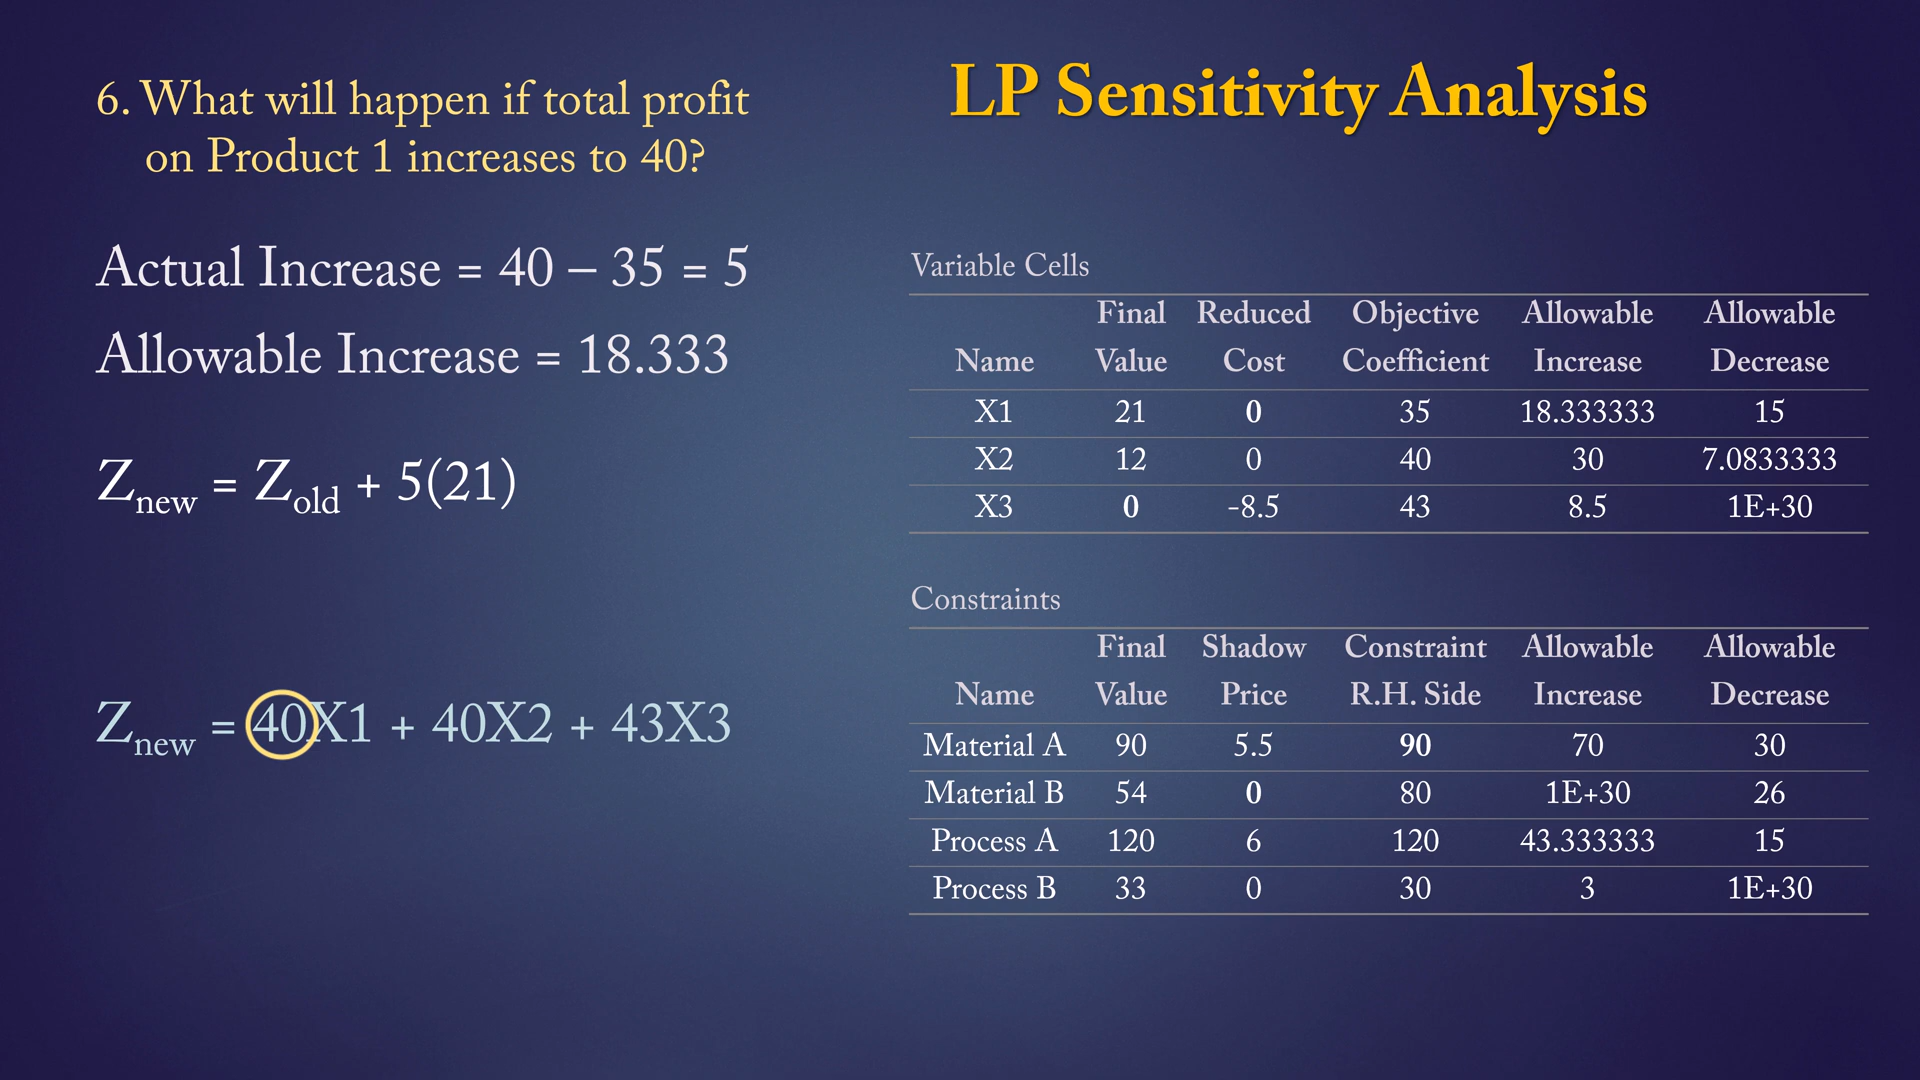 LP Sensitivity Analysis
6. What will happen if total profit
on Product 1 increases to 40?
Actual Increase = 40 – 35 = 5
Allowable Increase = 18.333
Znew = Zold + 5(21)
Znew = 40X1 + 40X2 + 43X3
Variable Cells
Final Reduced Objective Allowable Allowable
Name Value Cost Coefficient Increase Decrease
X1 21 0 35 18.333333 15
X2 12 0 40 30 7.0833333
X3 0 -8.5 43 8.5 1E+30
Constraints
Final Shadow Constraint Allowable Allowable
Name Value Price R.H. Side Increase Decrease
Material A 90 5.5 90 70 30
Material B 54 0 80 1E+30 26
Process A 120 6 120 43.333333 15
Process B 33 0 30 3 1E+30